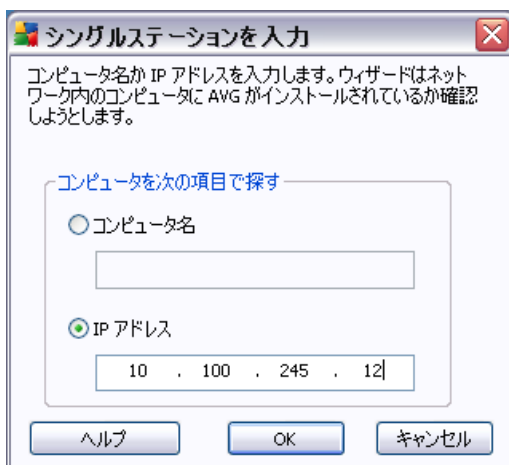 シングルステーションを入力
コンピュータ名か IP アドレスを入力します。ウィザードはネット
ワーク内のコンピュータに AVG がインストールされているか確認
しようとします。
コンピュータを次の項目で探す
コンピュータ名
IP アドレス
10 . 100 . 245 . 12
ヘルプ OK キャンセル